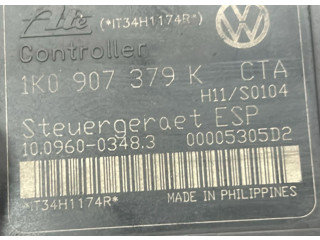 Ate (*IT34H1174R*)
Controller
1K0 907 379 K CTA
H11/S0104
Steuergeraet ESP
10.0960-0348.3 00005305D2
*IT34H1174R* MADE IN PHILIPPINES